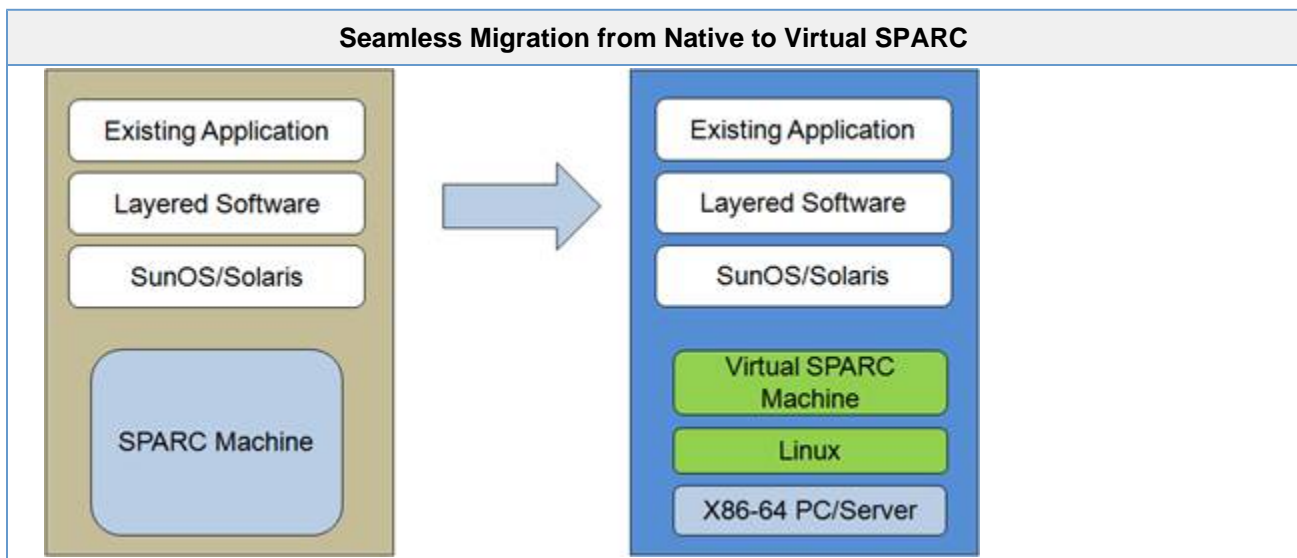 Seamless Migration from Native to Virtual SPARC
Existing Application
Layered Software
SunOS/Solaris
SPARC Machine
Existing Application
Layered Software
SunOS/Solaris
Virtual SPARC
Machine
Linux
X86-64 PC/Server